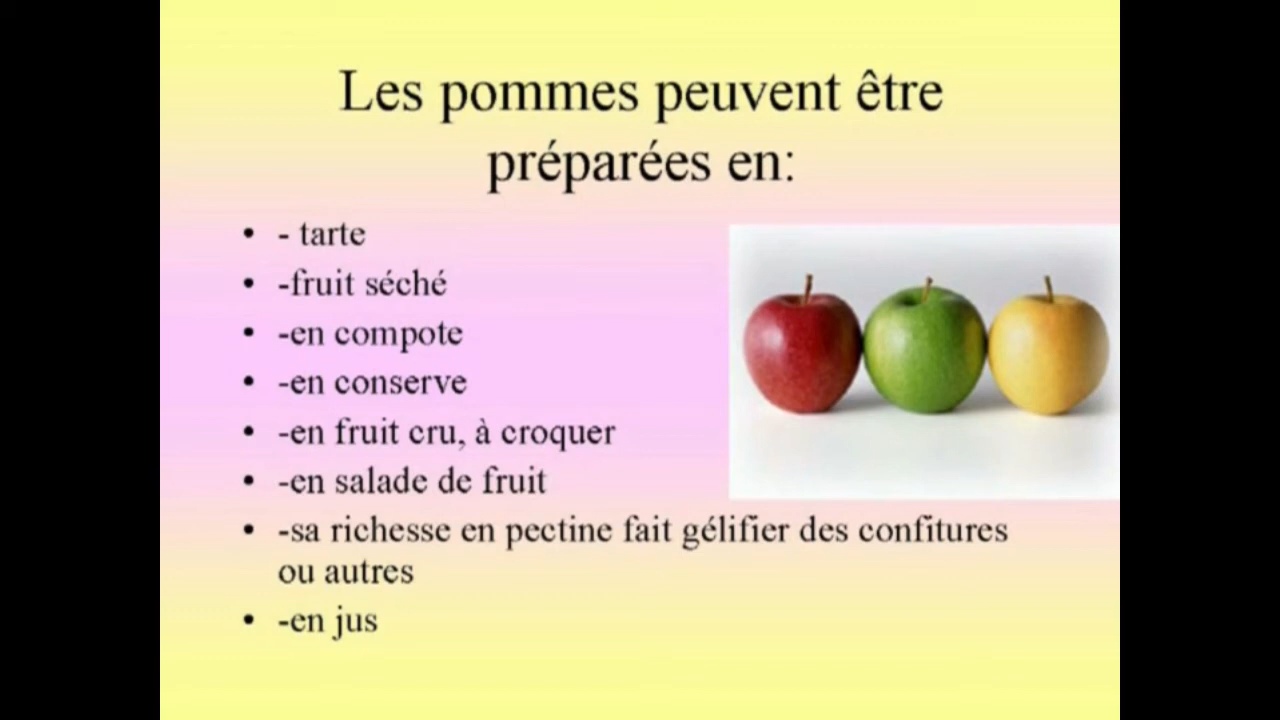 Les pommes peuvent être
préparées en:
• - tarte
• -fruit séché
• -en compote
• -en conserve
• -en fruit cru, à croquer
• -en salade de fruit
• -sa richesse en pectine fait gélifier des confitures
ou autres
• -en jus